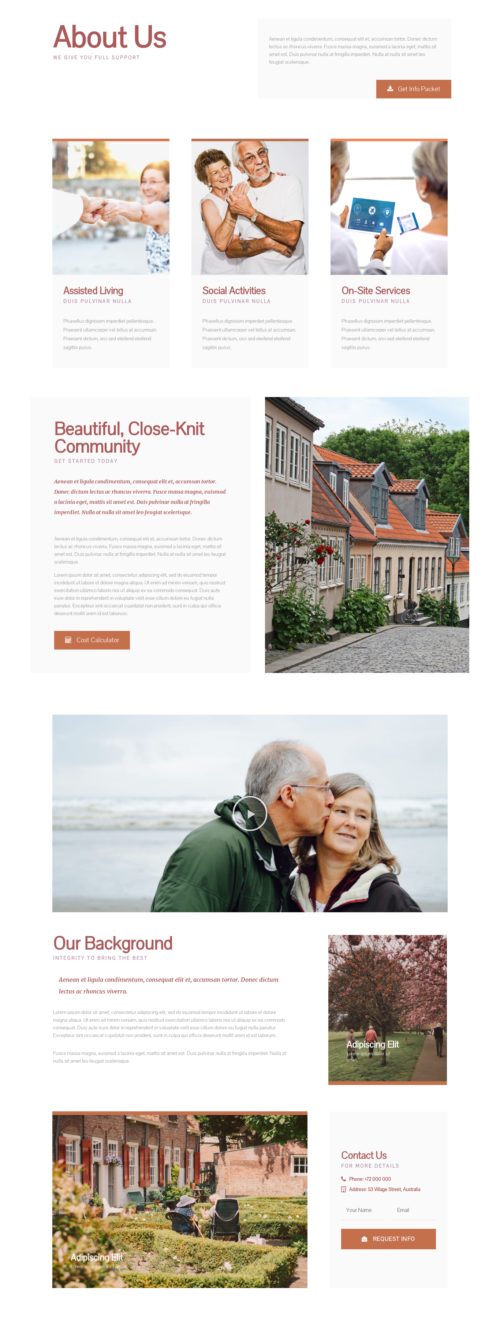 About Us
WE GIVE YOU FULL SUPPORT
Aenean et ligula condimentum, consequat elit et, accumsan tortor. Donec dictum
lectus ac rhoncus viverra. Fusce massa magna, euismod a lacinia eget, mattis sit
amet est. Duis pulvinar nulla at fringilla imperdiet. Nulla at nulla sit amet leo
feugiat scelerisque.
Get Info Packet
Assisted Living
DUIS PULVINAR NULLA
Phasellus dignissim imperdiet pellentesque.
Praesent ullamcorper vel tellus at accumsan.
Praesent dictum, orci sed eleifend eleifend
sagittis purus.
Social Activities
DUIS PULVINAR NULLA
Phasellus dignissim imperdiet pellentesque.
Praesent ullamcorper vel tellus at accumsan.
Praesent dictum, orci sed eleifend eleifend
sagittis purus.
On-Site Services
DUIS PULVINAR NULLA
Phasellus dignissim imperdiet pellentesque.
Praesent ullamcorper vel tellus at accumsan.
Praesent dictum, orci sed eleifend eleifend
sagittis purus.
Beautiful, Close-Knit
Community
GET STARTED TODAY
Aenean et ligula condimentum, consequat elit et, accumsan tortor.
Donec dictum lectus ac rhoncus viverra. Fusce massa magna, euismod
a lacinia eget, mattis sit amet est. Duis pulvinar nulla at fringilla
imperdiet. Nulla at nulla sit amet leo feugiat scelerisque.
Aenean et ligula condimentum, consequat elit et, accumsan tortor. Donec dictum
lectus ac rhoncus viverra. Fusce massa magna, euismod a lacinia eget, mattis sit
amet est. Duis pulvinar nulla at fringilla imperdiet. Nulla at nulla sit amet leo feugiat
scelerisque.
Lorem ipsum dolor sit amet, consectetur adipiscing elit, sed do eiusmod tempor
incididunt ut labore et dolore magna aliqua. Ut enim ad minim veniam, quis nostrud
exercitation ullamco laboris nisi ut aliquip ex ea commodo consequat. Duis aute
irure dolor in reprehenderit in voluptate velit esse cillum dolore eu fugiat nulla
pariatur. Excepteur sint occaecat cupidatat non proident, sunt in culpa qui officia
deserunt mollit anim id est laborum.
Cost Calculator
Our Background
INTEGRITY TO BRING THE BEST
Aenean et ligula condimentum, consequat elit et, accumsan tortor. Donec dictum
lectus ac rhoncus viverra.
Lorem ipsum dolor sit amet, consectetur adipiscing elit, sed do eiusmod tempor incididunt ut labore et dolore
magna aliqua. Ut enim ad minim veniam, quis nostrud exercitation ullamco laboris nisi ut aliquip ex ea commodo
consequat. Duis aute irure dolor in reprehenderit in voluptate velit esse cillum dolore eu fugiat nulla pariatur.
Excepteur sint occaecat cupidatat non proident, sunt in culpa qui officia deserunt mollit anim id est laborum.
Fusce massa magna, euismod a lacinia eget, mattis sit amet est. Duis pulvinar nulla at fringilla imperdiet. Nulla at
nulla sit amet leo feugiat scelerisque.
Adipiscing Elit
Lorem ipsum dolor sit
Adipiscing Elit
Contact Us
FOR MORE DETAILS
Phone: +72 000 000
Address: 53 Village Street, Australia
Your Name
Email
REQUEST INFO